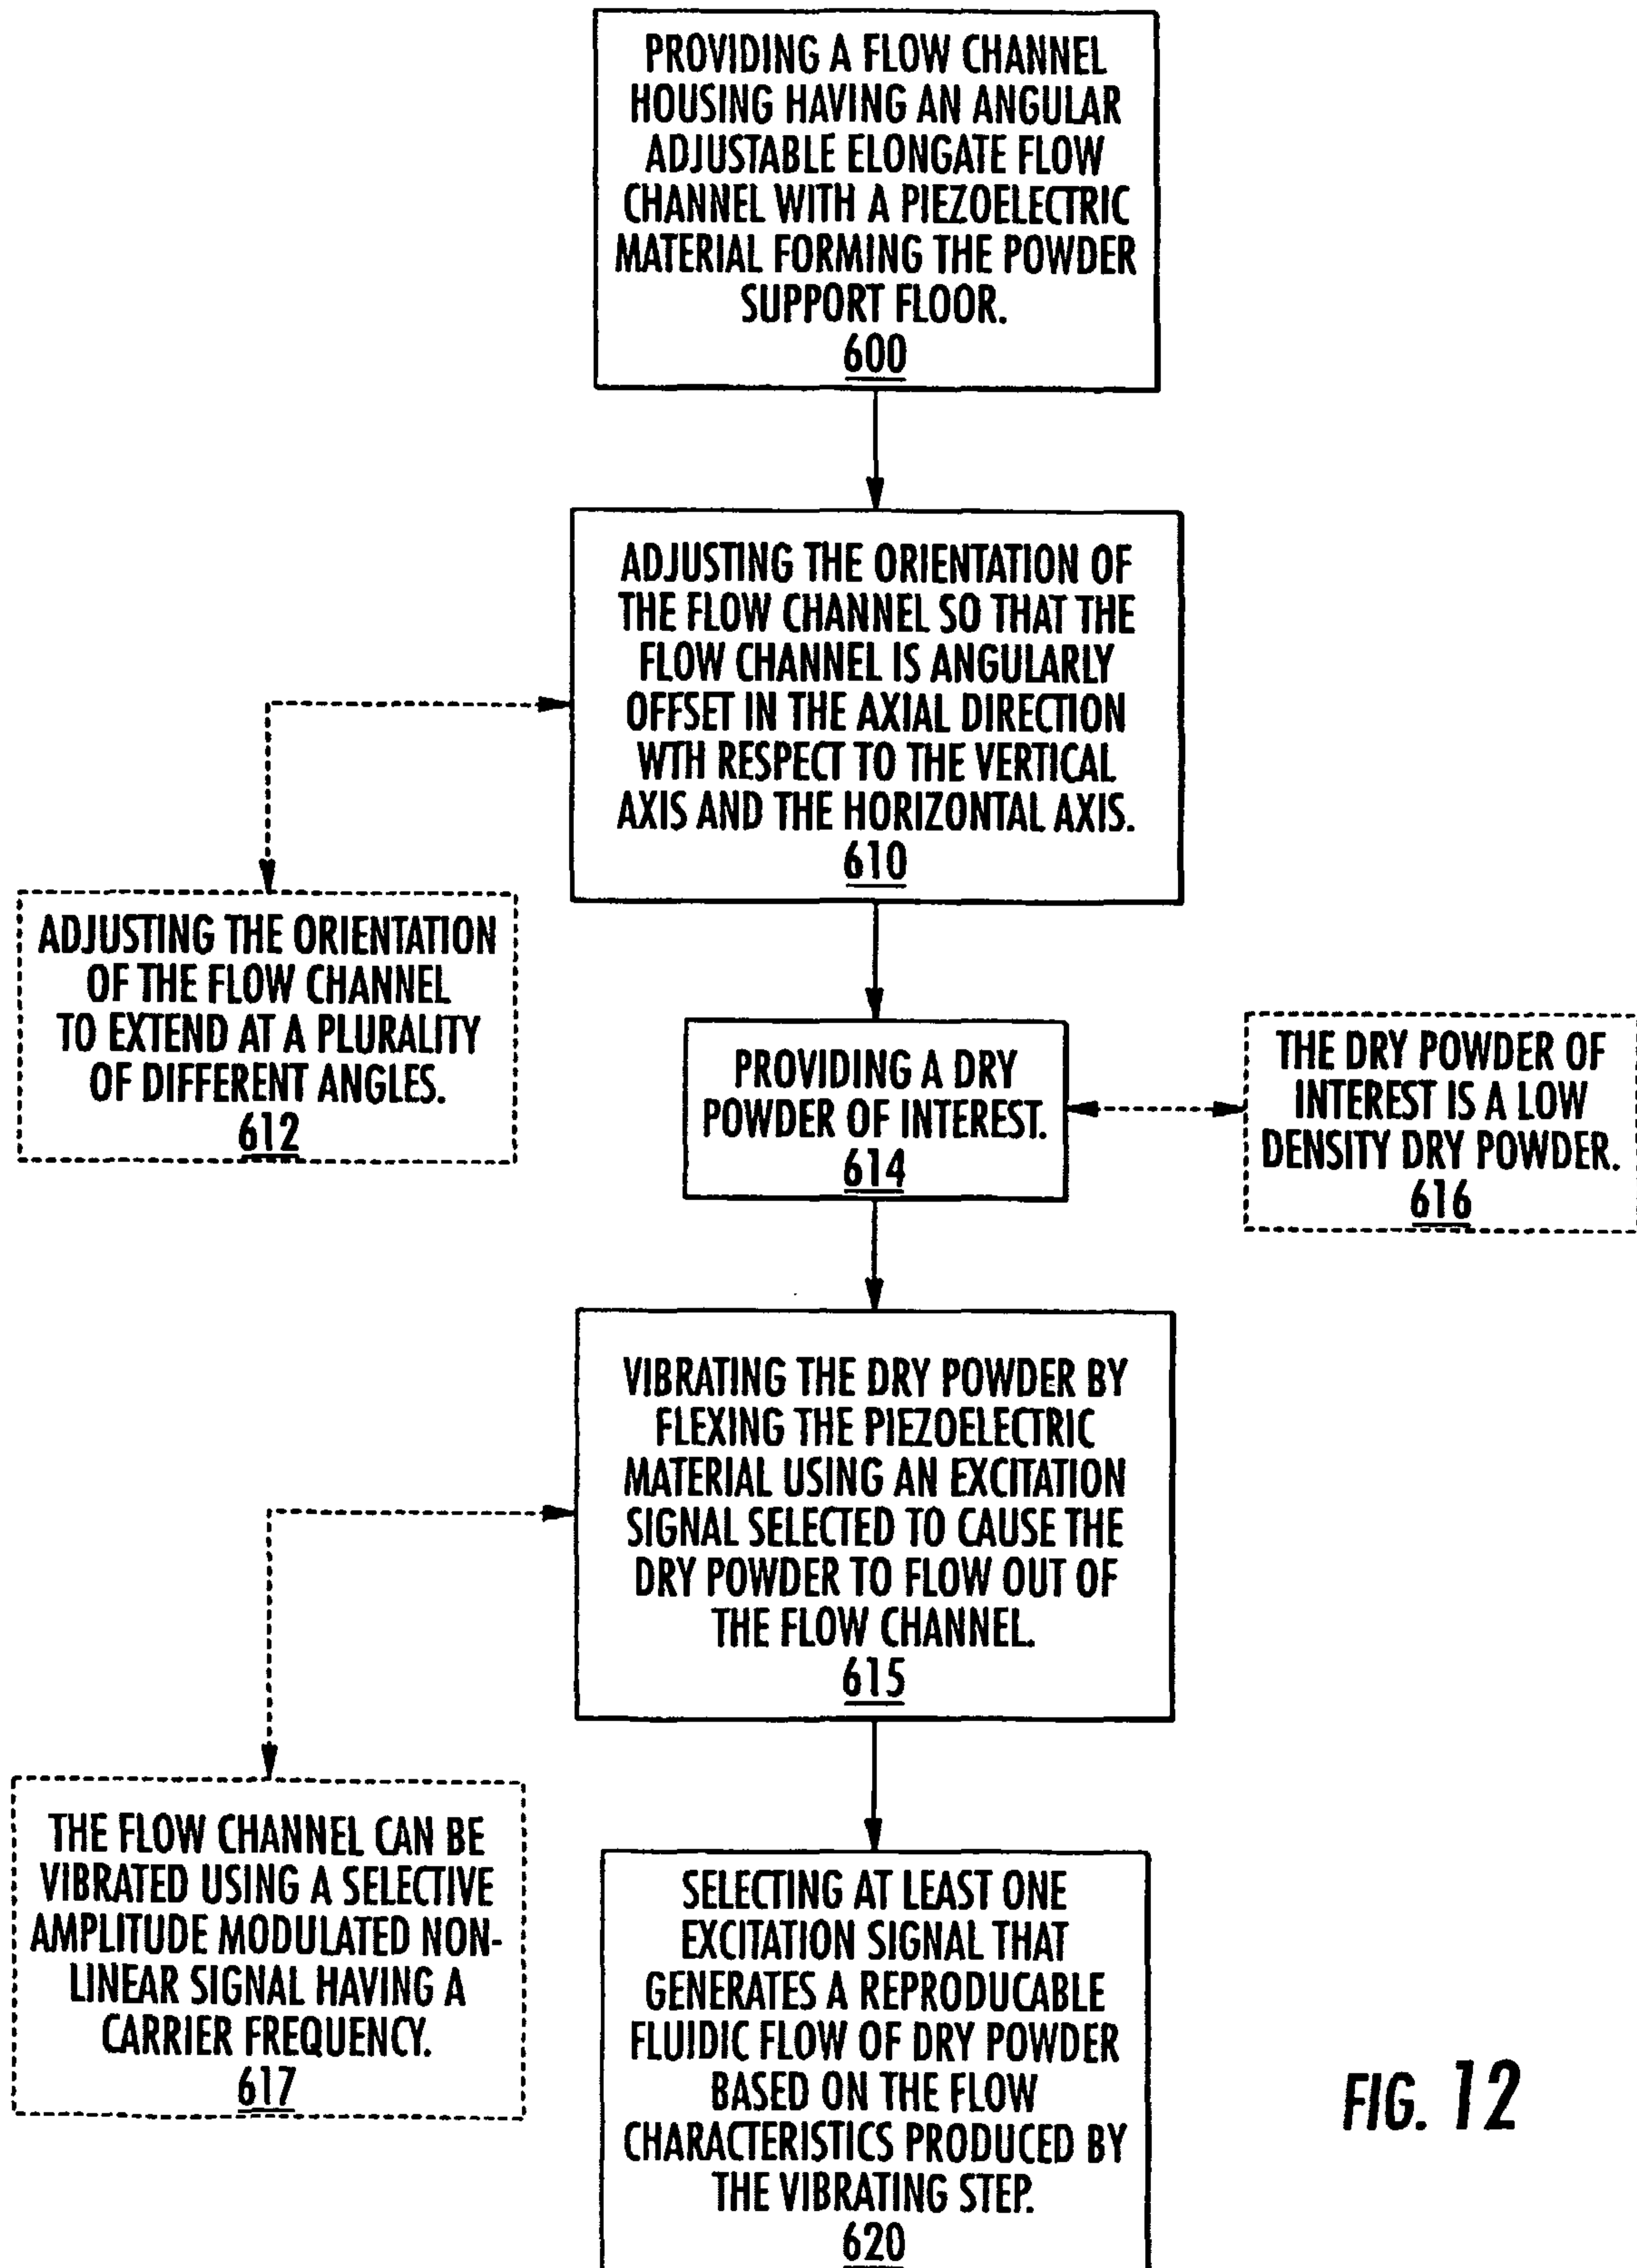 PROVIDING A FLOW CHANNEL
HOUSING HAVING AN ANGULAR
ADJUSTABLE ELONGATE FLOW
CHANNEL WITH A PIEZOELECTRIC
MATERIAL FORMING THE POWDER
SUPPORT FLOOR.
600
ADJUSTING THE ORIENTATION OF
THE FLOW CHANNEL SO THAT THE
FLOW CHANNEL IS ANGULARLY
OFFSET IN THE AXIAL DIRECTION
WTH RESPECT TO THE VERTICAL
AXIS AND THE HORIZONTAL AXIS.
610
ADJUSTING THE ORIENTATION
OF THE FLOW CHANNEL
TO EXTEND AT A PLURALITY
OF DIFFERENT ANGLES.
612
PROVIDING A DRY
POWDER OF INTEREST.
614
THE DRY POWDER OF
INTEREST IS A LOW
DENSITY DRY POWDER.
616
VIBRATING THE DRY POWDER BY
FLEXING THE PIEZOELECTRIC
MATERIAL USING AN EXCITATION
SIGNAL SELECTED TO CAUSE THE
DRY POWDER TO FLOW OUT OF
THE FLOW CHANNEL.
615
THE FLOW CHANNEL CAN BE
VIBRATED USING A SELECTIVE
AMPLITUDE MODULATED NON-
LINEAR SIGNAL HAVING A
CARRIER FREQUENCY.
617
SELECTING AT LEAST ONE
EXCITATION SIGNAL THAT
GENERATES A REPRODUCABLE
FLUIDIC FLOW OF DRY POWDER
BASED ON THE FLOW
CHARACTERISTICS PRODUCED BY
THE VIBRATING STEP.
620
FIG. 12